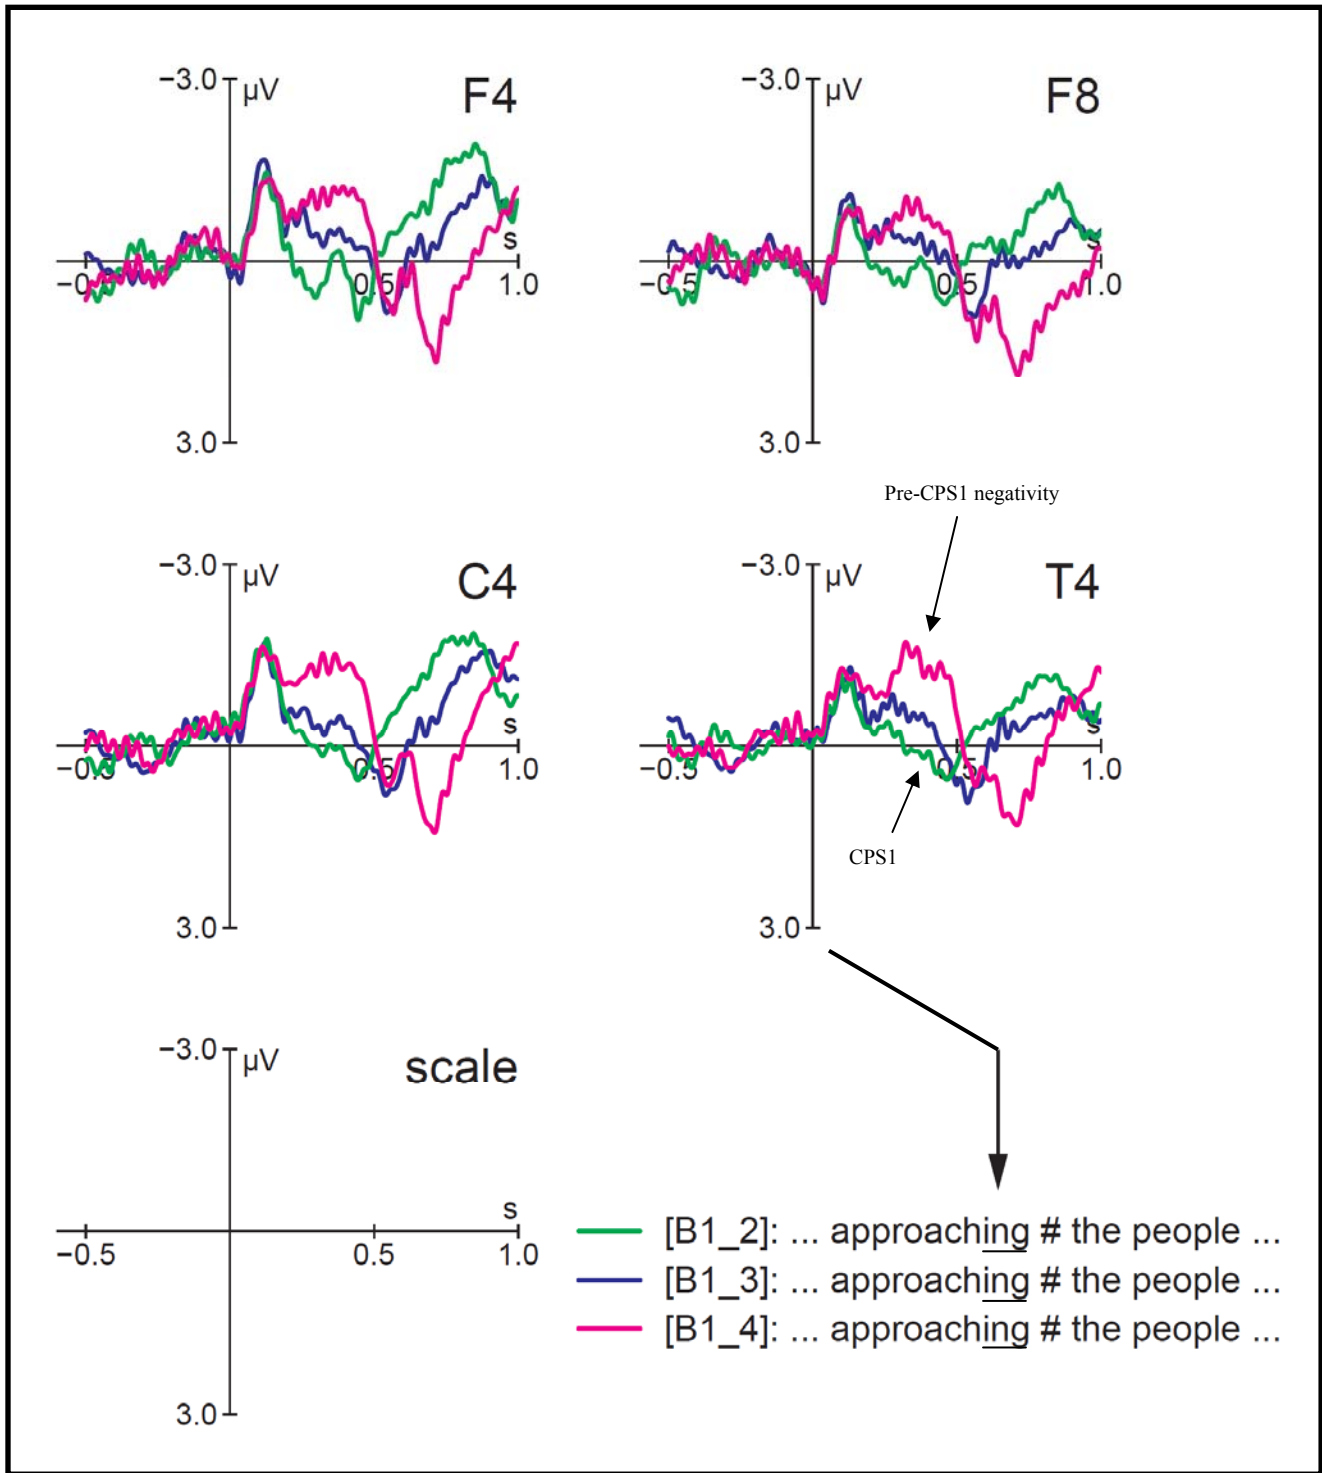 −3.0
µV
F4
s
−0.5
0.5
1.0
3.0
−3.0
µV
F8
s
−0.5
0.5
1.0
3.0
Pre-CPS1 negativity
−3.0
µV
C4
s
−0.5
0.5
1.0
3.0
−3.0
µV
T4
s
−0.5
0.5
1.0
CPS1
3.0
−3.0
µV
scale
s
−0.5
0.5
1.0
3.0
[B1_2]: ... approaching # the people ...
[B1_3]: ... approaching # the people ...
[B1_4]: ... approaching # the people ...